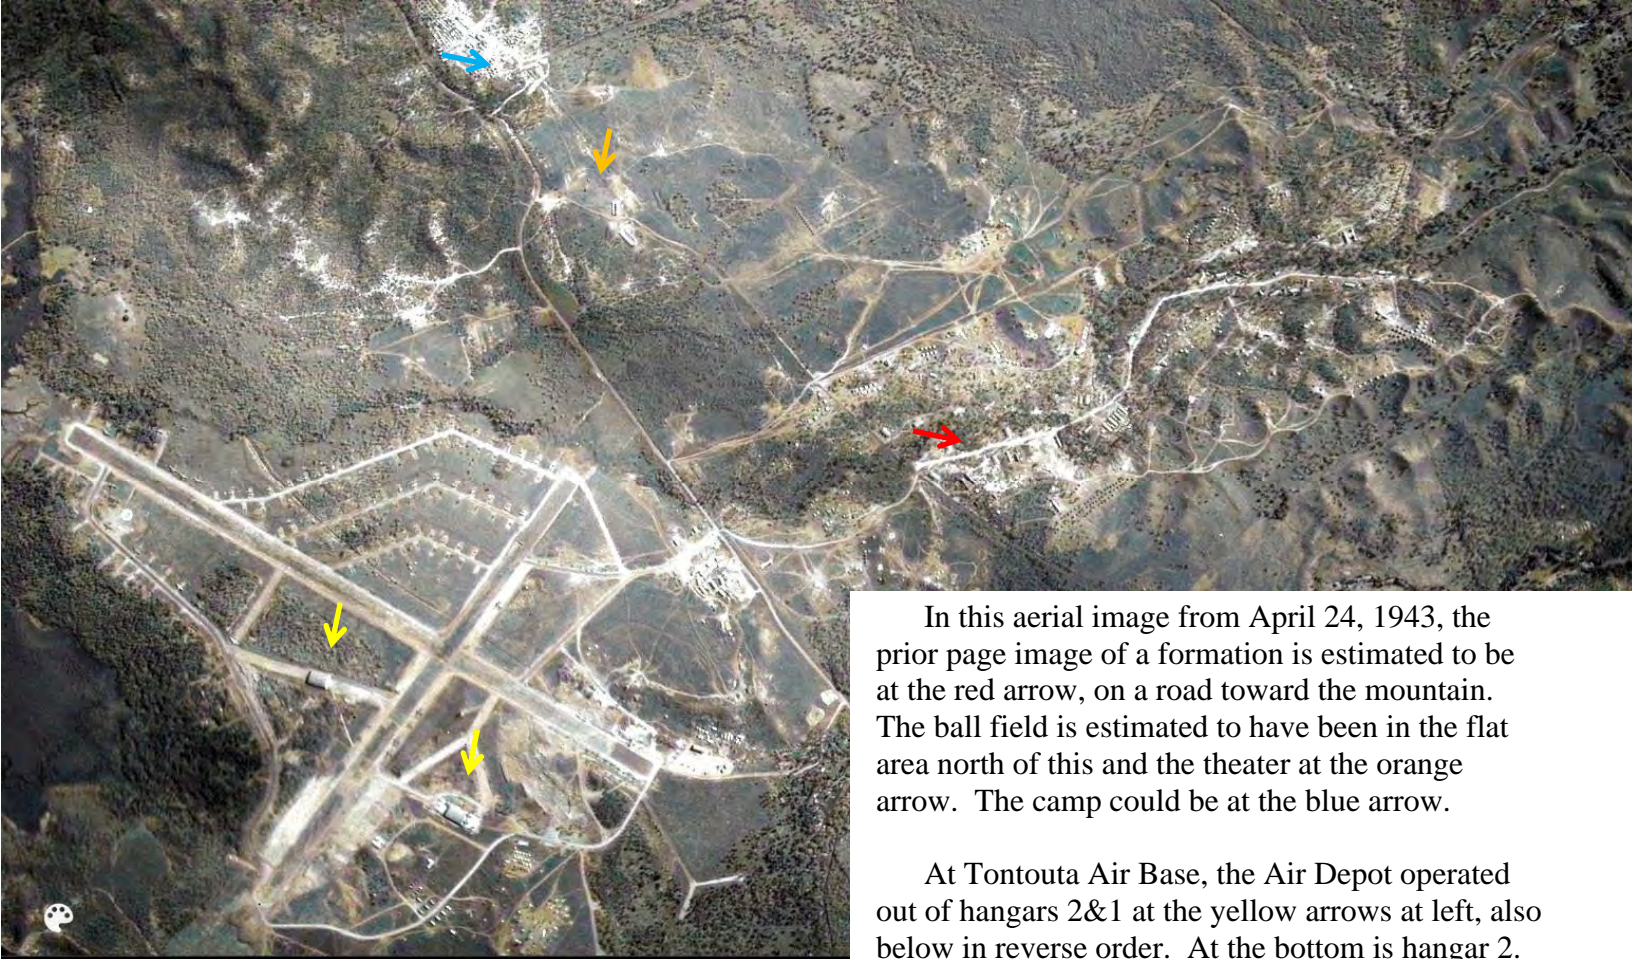 In this aerial image from April 24, 1943, the
prior page image of a formation is estimated to be
at the red arrow, on a road toward the mountain.
The ball field is estimated to have been in the flat
area north of this and the theater at the orange
arrow.  The camp could be at the blue arrow.
At Tontouta Air Base, the Air Depot operated
out of hangars 2&1 at the yellow arrows at left, also
below in reverse order.  At the bottom is hangar 2.